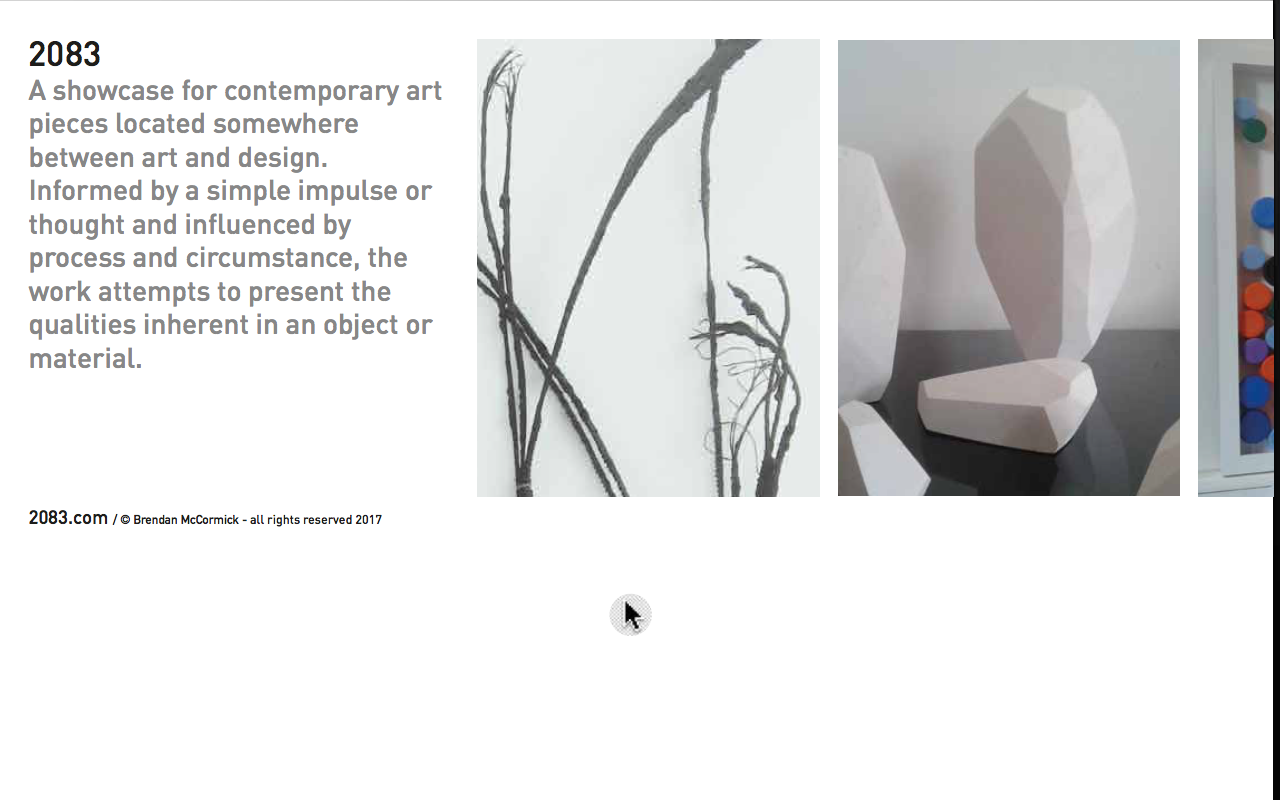 2083
A showcase for contemporary art
pieces located somewhere
between art and design.
Informed by a simple impulse or
thought and influenced by
process and circumstance, the
work attempts to present the
qualities inherent in an object or
material.
2083.com / © Brendan McCormick - all rights reserved 2017